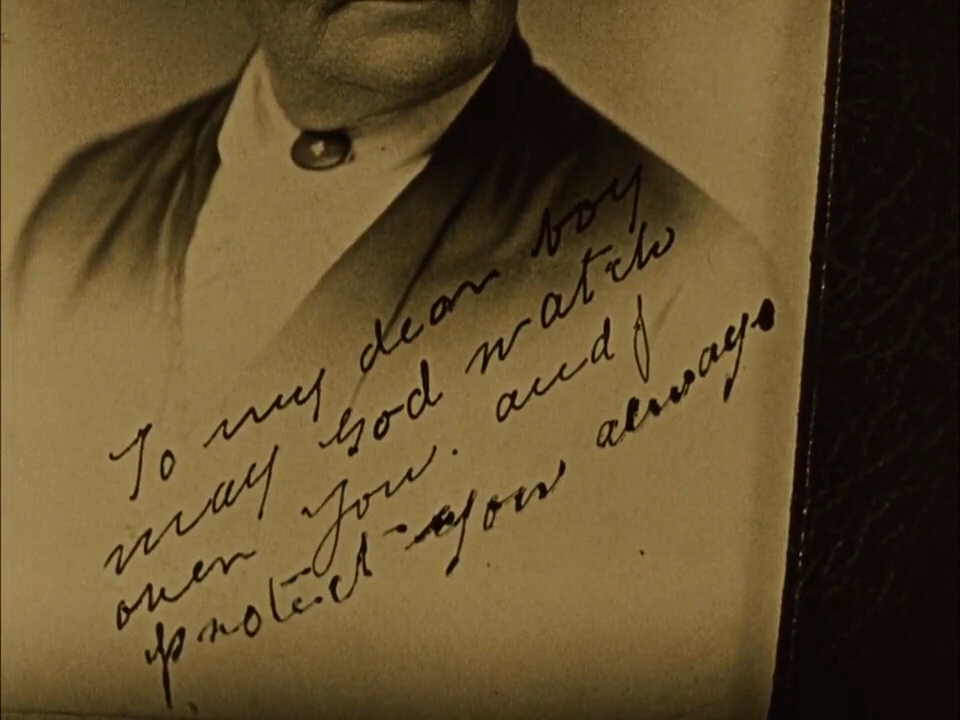 To my dear boy
may God watch
over you. and
protect you always